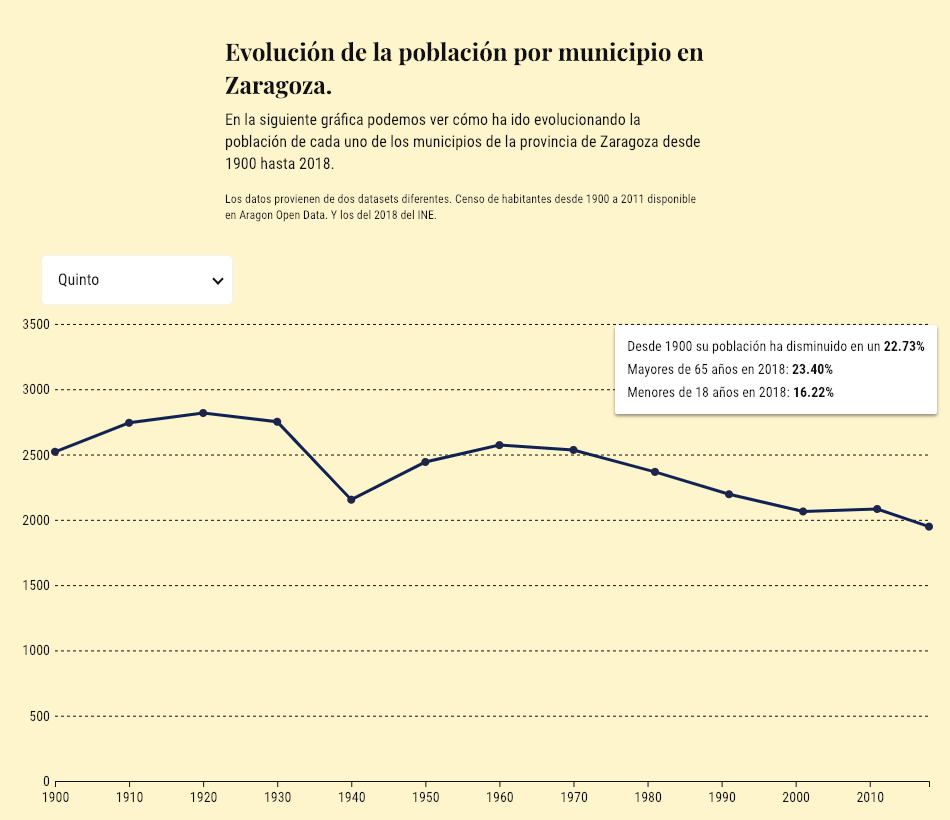 Evolución de la población por municipio en
Zaragoza.
En la siguiente gráfica podemos ver cómo ha ido evolucionando la
población de cada uno de los municipios de la provincia de Zaragoza desde
1900 hasta 2018.
Los datos provienen de dos datasets diferentes. Censo de habitantes desde 1900 a 2011 disponible
en Aragon Open Data. Y los del 2018 del INE.
Quinto
3500
Desde 1900 su población ha disminuido en un 22.73%
Mayores de 65 años en 2018: 23.40%
Menores de 18 años en 2018: 16.22%
3000
2500
2000
1500
1000
500
0
1900 1910 1920 1930 1940 1950 1960 1970 1980 1990 2000 2010